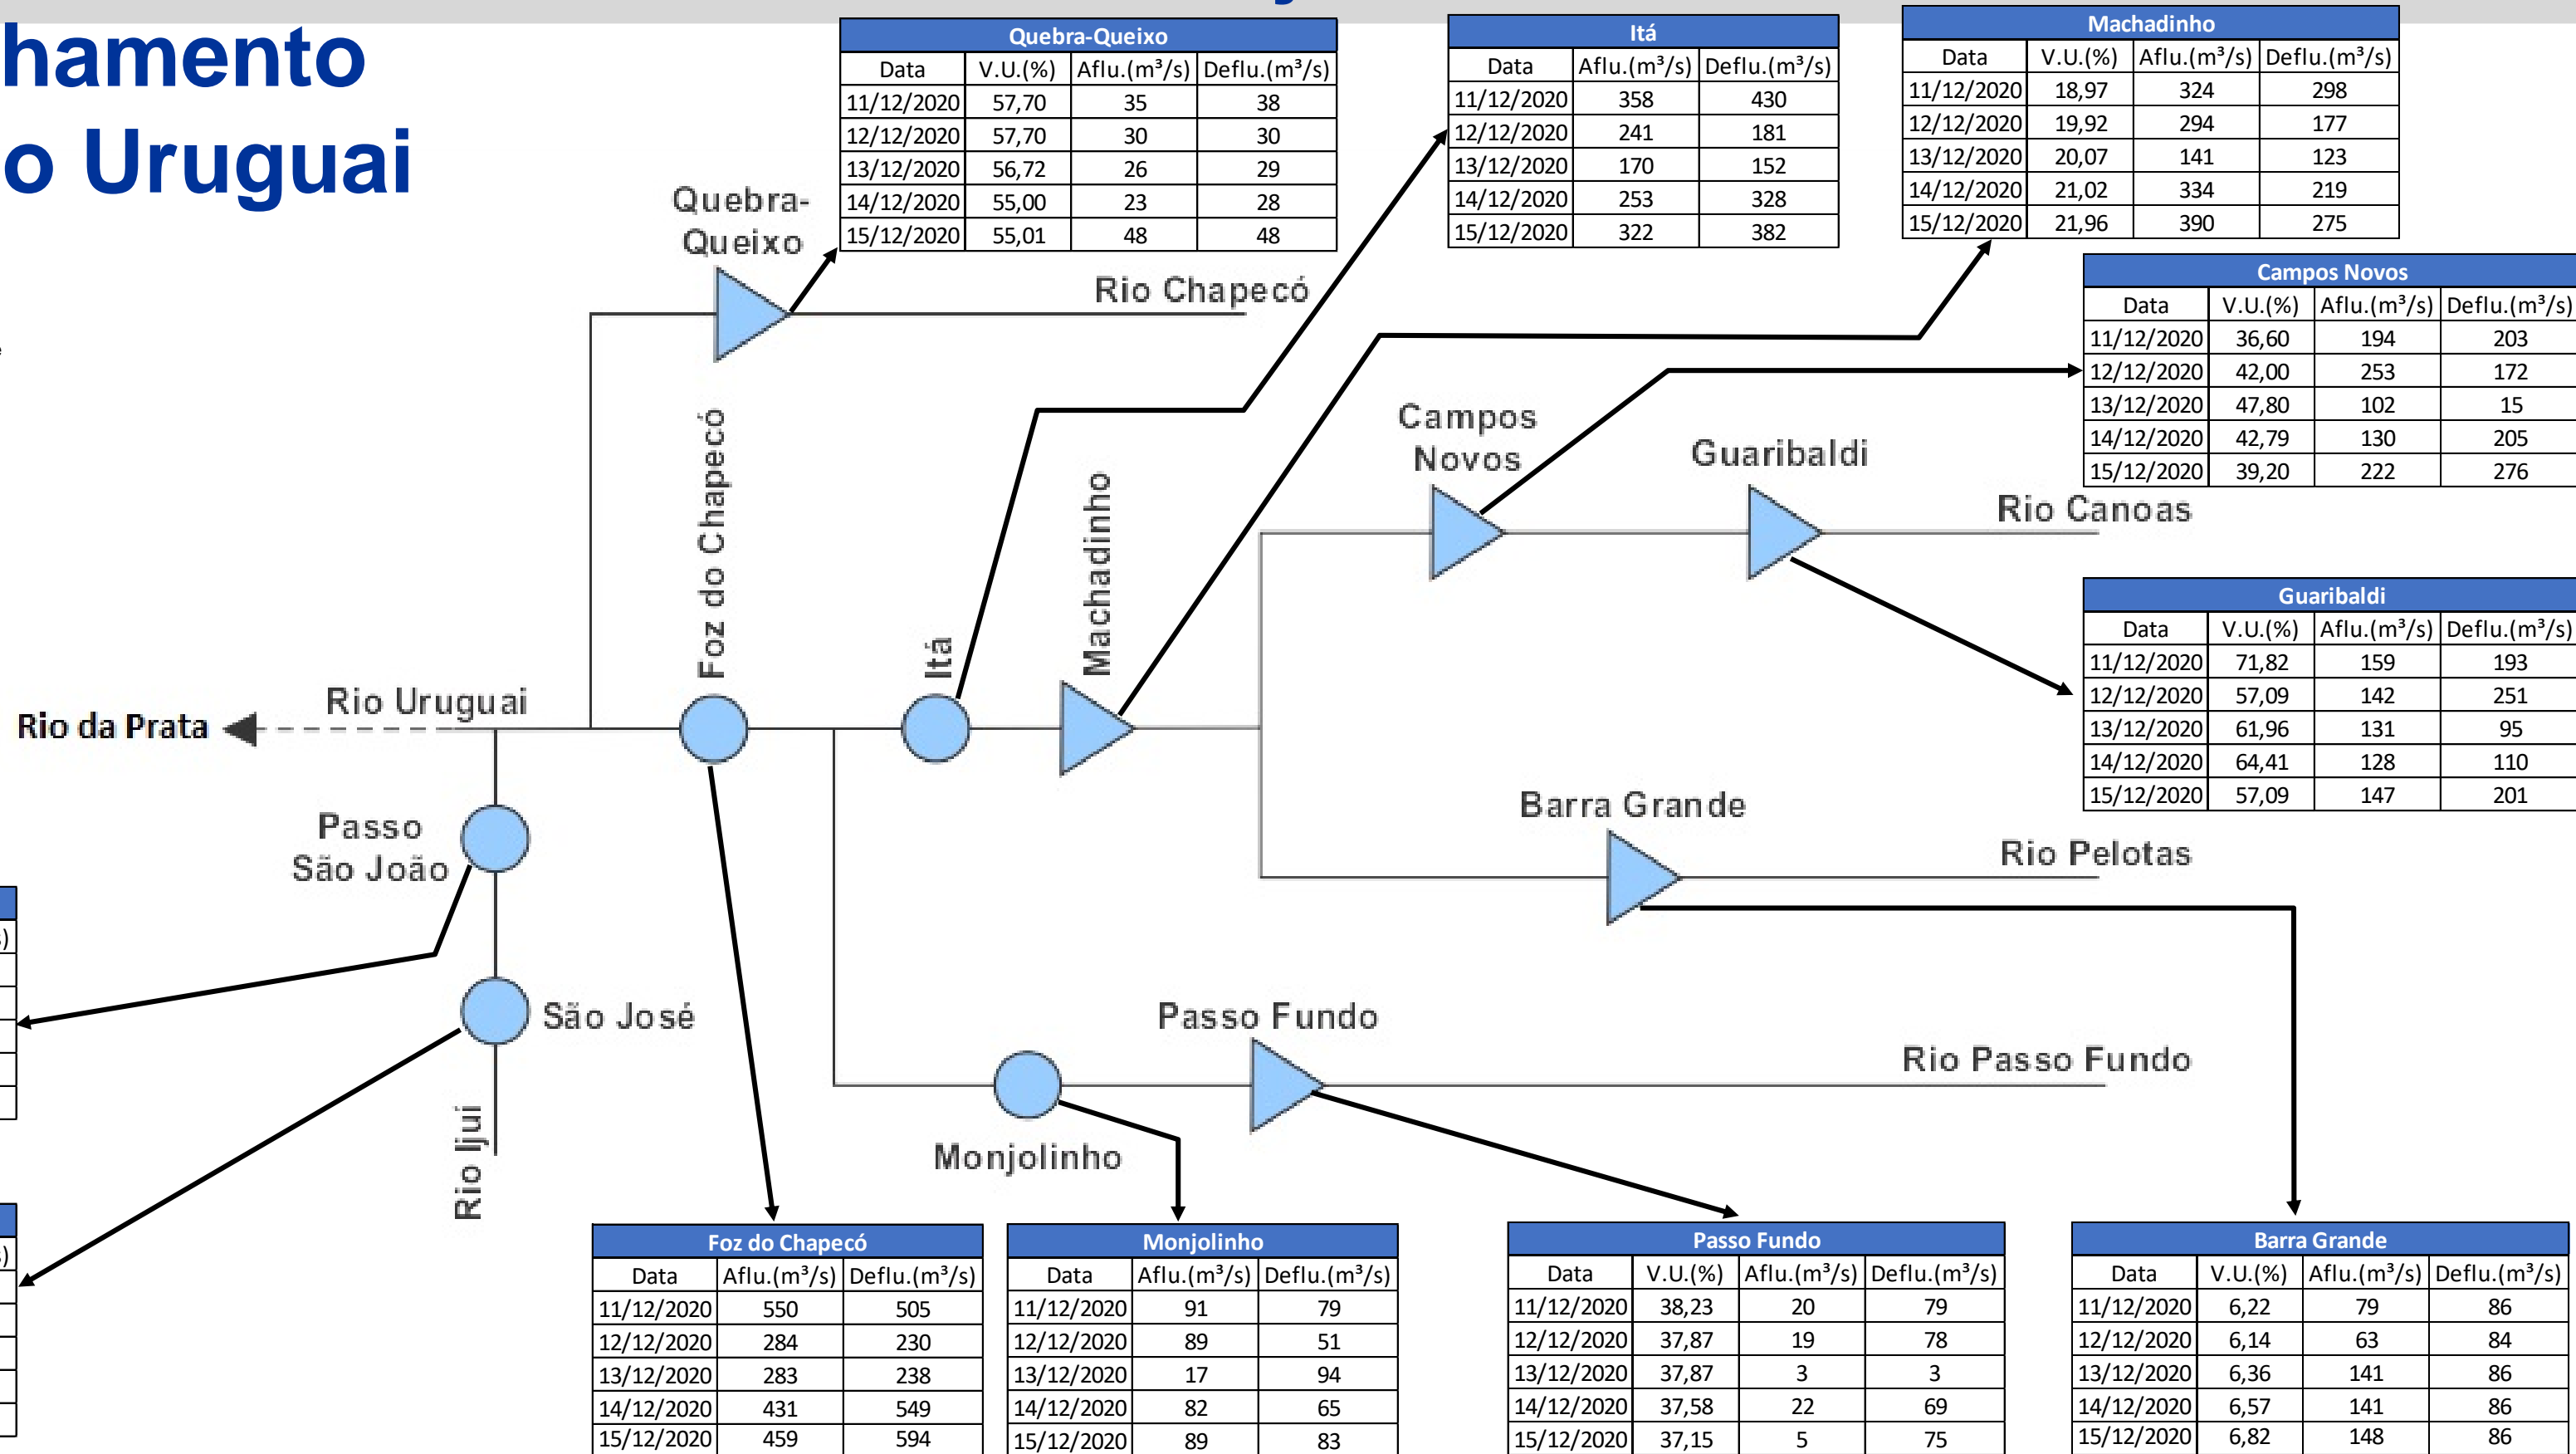 hamento
o Uruguai
Quebra-Queixo
Data V.U.(%) Aflu.(m³/s) Deflu.(m³/s)
11/12/2020 57,70 35 38
12/12/2020 57,70 30 30
13/12/2020 56,72 26 29
14/12/2020 55,00 23 28
15/12/2020 55,01 48 48
Itá
Data Aflu.(m³/s) Deflu.(m³/s)
11/12/2020 358 430
12/12/2020 241 181
13/12/2020 170 152
14/12/2020 253 328
15/12/2020 322 382
Machadinho
Data V.U.(%) Aflu.(m³/s) Deflu.(m³/s)
11/12/2020 18,97 324 298
12/12/2020 19,92 294 177
13/12/2020 20,07 141 123
14/12/2020 21,02 334 219
15/12/2020 21,96 390 275
Campos Novos
Data V.U.(%) Aflu.(m³/s) Deflu.(m³/s)
11/12/2020 36,60 194 203
12/12/2020 42,00 253 172
13/12/2020 47,80 102 15
14/12/2020 42,79 130 205
15/12/2020 39,20 222 276
Guaribaldi
Data V.U.(%) Aflu.(m³/s) Deflu.(m³/s)
11/12/2020 71,82 159 193
12/12/2020 57,09 142 251
13/12/2020 61,96 131 95
14/12/2020 64,41 128 110
15/12/2020 57,09 147 201
Quebra-
Queixo
Rio Chapecó
Foz do Chapecó
Itá
Machadinho
Campos
Novos
Guaribaldi
Rio Canoas
Rio da Prata
Rio Uruguai
Barra Grande
Rio Pelotas
Passo
São João
São José
Rio Ijui
Passo Fundo
Rio Passo Fundo
Monjolinho
s)
s)
Foz do Chapecó
Data Aflu.(m³/s) Deflu.(m³/s)
11/12/2020 550 505
12/12/2020 284 230
13/12/2020 283 238
14/12/2020 431 549
15/12/2020 459 594
Monjolinho
Data Aflu.(m³/s) Deflu.(m³/s)
11/12/2020 91 79
12/12/2020 89 51
13/12/2020 17 94
14/12/2020 82 65
15/12/2020 89 83
Passo Fundo
Data V.U.(%) Aflu.(m³/s) Deflu.(m³/s)
11/12/2020 38,23 20 79
12/12/2020 37,87 19 78
13/12/2020 37,87 3 3
14/12/2020 37,58 22 69
15/12/2020 37,15 5 75
Barra Grande
Data V.U.(%) Aflu.(m³/s) Deflu.(m³/s)
11/12/2020 6,22 79 86
12/12/2020 6,14 63 84
13/12/2020 6,36 141 86
14/12/2020 6,57 141 86
15/12/2020 6,82 148 86